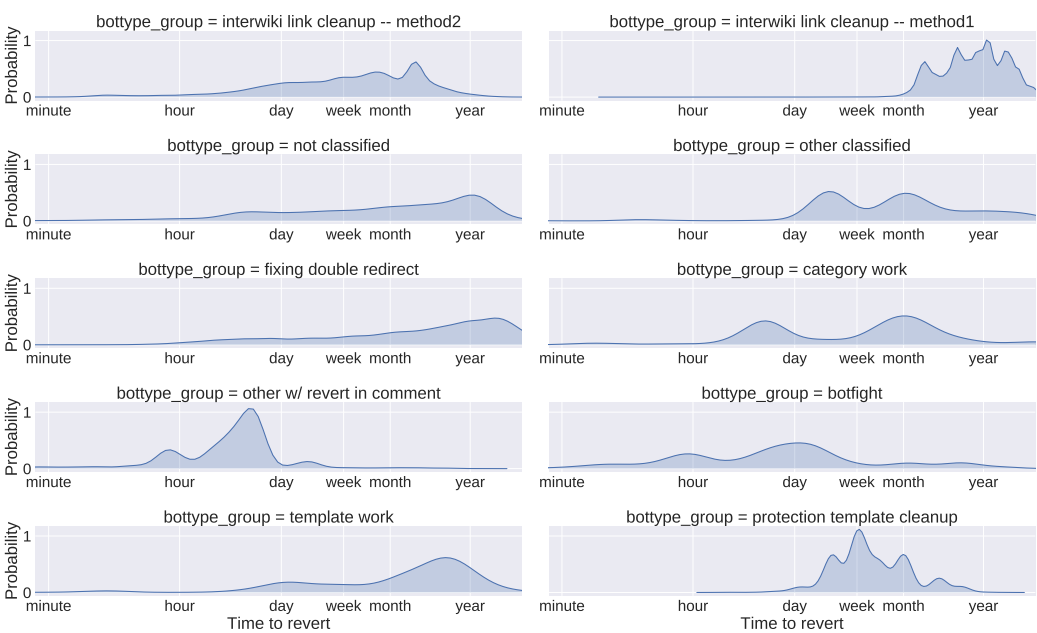 bottype_group = interwiki link cleanup -- method2
bottype_group = interwiki link cleanup -- method1
Probability
1
0
minute hour day week month year
minute hour day week month year
bottype_group = not classified
bottype_group = other classified
Probability
1
0
minute hour day week month year
minute hour day week month year
bottype_group = fixing double redirect
bottype_group = category work
Probability
1
0
minute hour day week month year
minute hour day week month year
bottype_group = other w/ revert in comment
bottype_group = botfight
Probability
1
0
minute hour day week month year
minute hour day week month year
bottype_group = template work
bottype_group = protection template cleanup
Probability
1
0
minute hour day week month year
minute hour day week month year
Time to revert
Time to revert